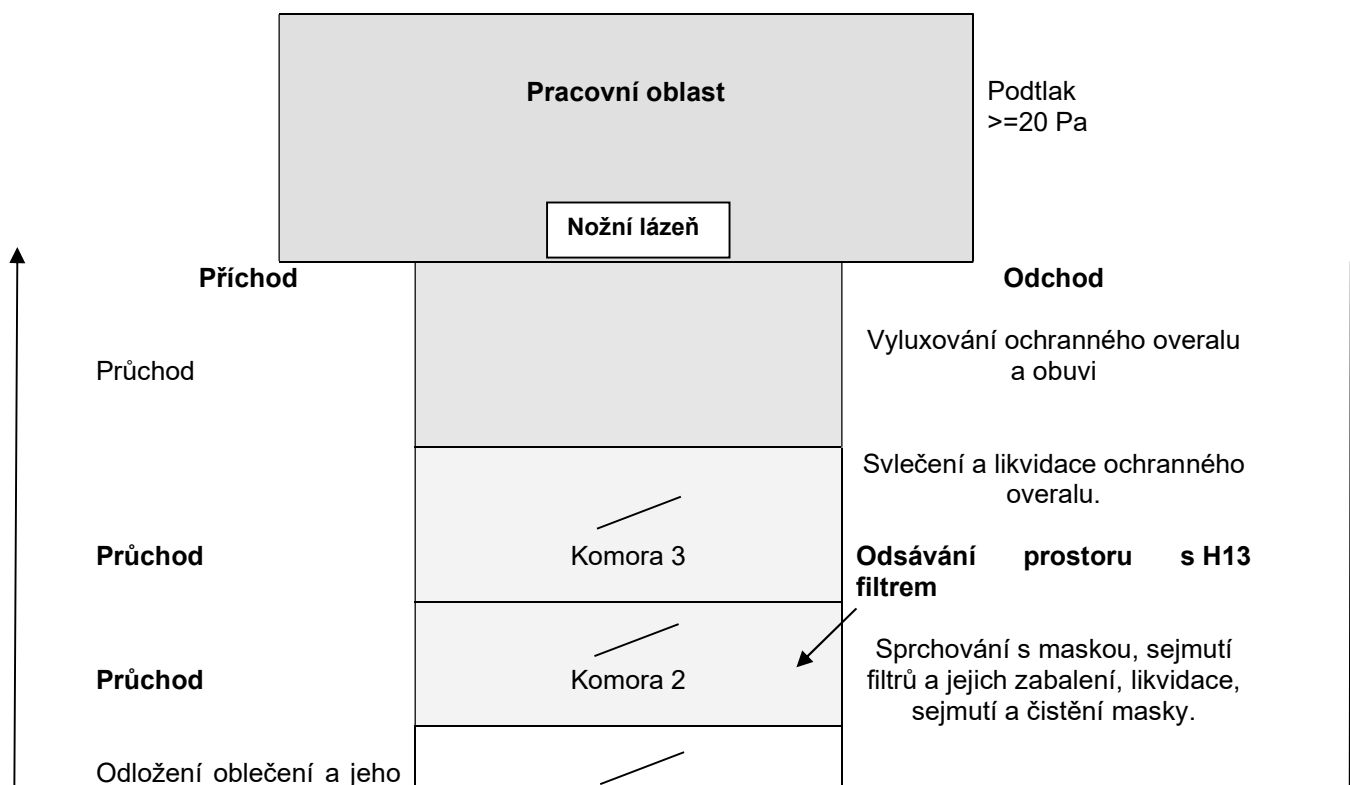 Pracovní oblast
Podtlak
>=20 Pa
Nožní lázeň
Příchod
Odchod
Průchod
Vyluxování ochranného overalu
a obuvi
Svlečení a likvidace ochranného
overalu.
Průchod
Komora 3
Odsávání prostoru s H13
filtrem
Průchod
Komora 2
Sprchování s maskou, sejmutí
filtrů a jejich zabalení, likvidace,
sejmutí a čistění masky.
Odložení oblečení a jeho